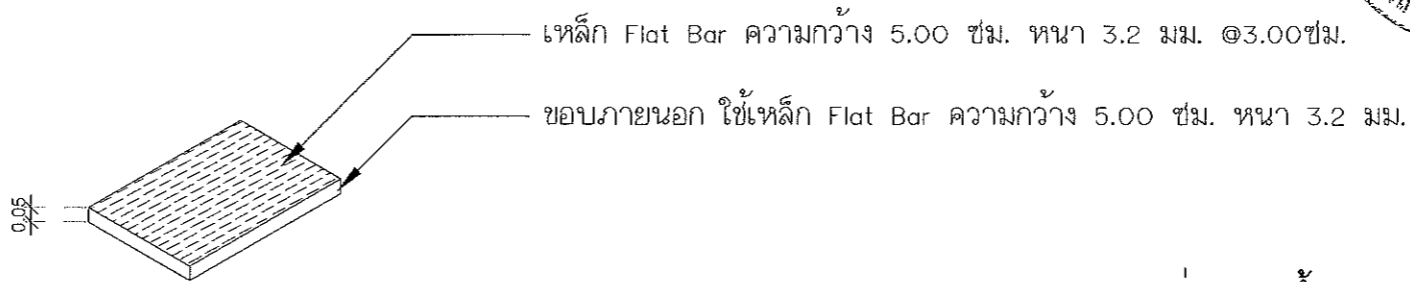 เหล็ก Flat Bar ความกว้าง 5.00 ซม. หนา 3.2 มม. @3.00ซม.
ขอบภายนอก ใช้เหล็ก Flat Bar ความกว้าง 5.00 ซม. หนา 3.2 มม.
0.05